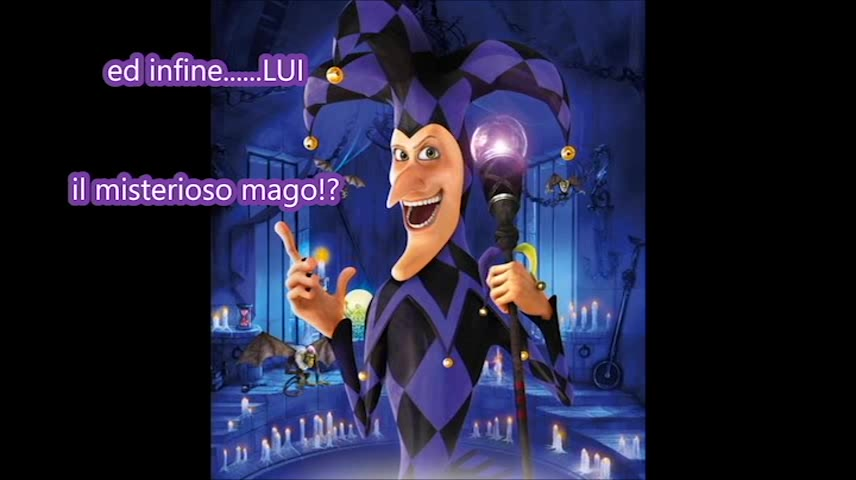 ed infine......LUI
il misterioso mago!?